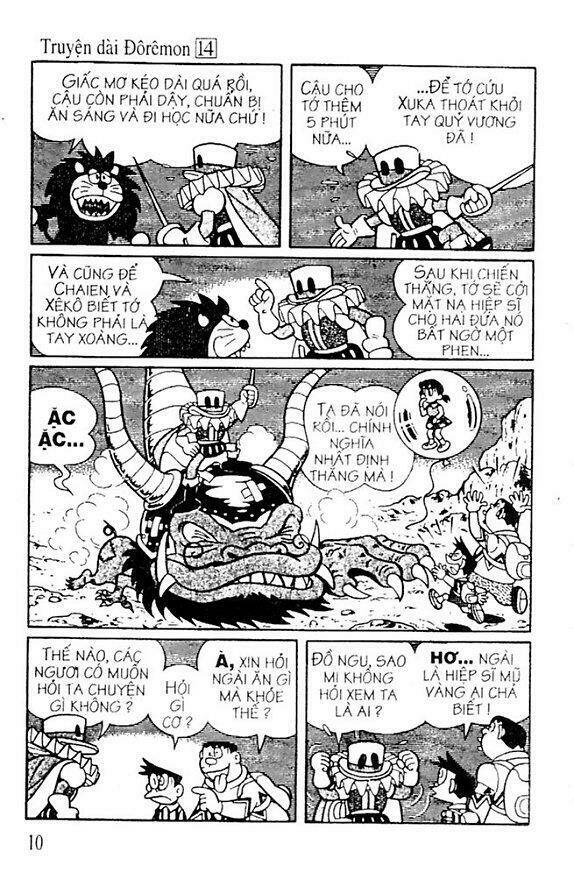 Truyện dài Đôrêmon 14
GIẤC MƠ KÉO DÀI QUÁ RỒI,
CẬU CÒN PHẢI DẬY, CHUẨN BỊ
ĂN SÁNG VÀ ĐI HỌC NỮA CHỨ !
CẬU CHO
TỚ THÊM
5 PHÚT
NỮA...
...ĐỂ TỚ CỨU
XUKA THOÁT KHỎI
TAY QUỶ VƯƠNG
ĐÃ !
VÀ CŨNG ĐỂ
CHAIEN VÀ
XÊKÔ BIẾT TỚ
KHÔNG PHẢI LÀ
TAY XOÀNG...
SAU KHI CHIẾN
THẮNG, TỚ SẼ CỞI
MẶT NẠ HIỆP SĨ
CHO HAI ĐỨA NÓ
BẤT NGỜ MỘT
PHEN...
ẶC
ẶC...
TA ĐÃ NÓI
RỒI... CHÍNH
NGHĨA
NHẤT ĐỊNH
THẮNG MÀ !
THẾ NÀO, CÁC
NGƯƠI CÓ MUỐN
HỎI TA CHUYỆN
GÌ KHÔNG ?
HỎI
GÌ
CƠ ?
À, XIN HỎI
NGÀI ĂN GÌ
MÀ KHỎE
THẾ ?
ĐỒ NGU, SAO
MI KHÔNG
HỎI XEM TA
LÀ AI ?
HƠ... NGÀI
LÀ HIỆP SĨ MŨ
VÀNG AI CHẢ
BIẾT !
10